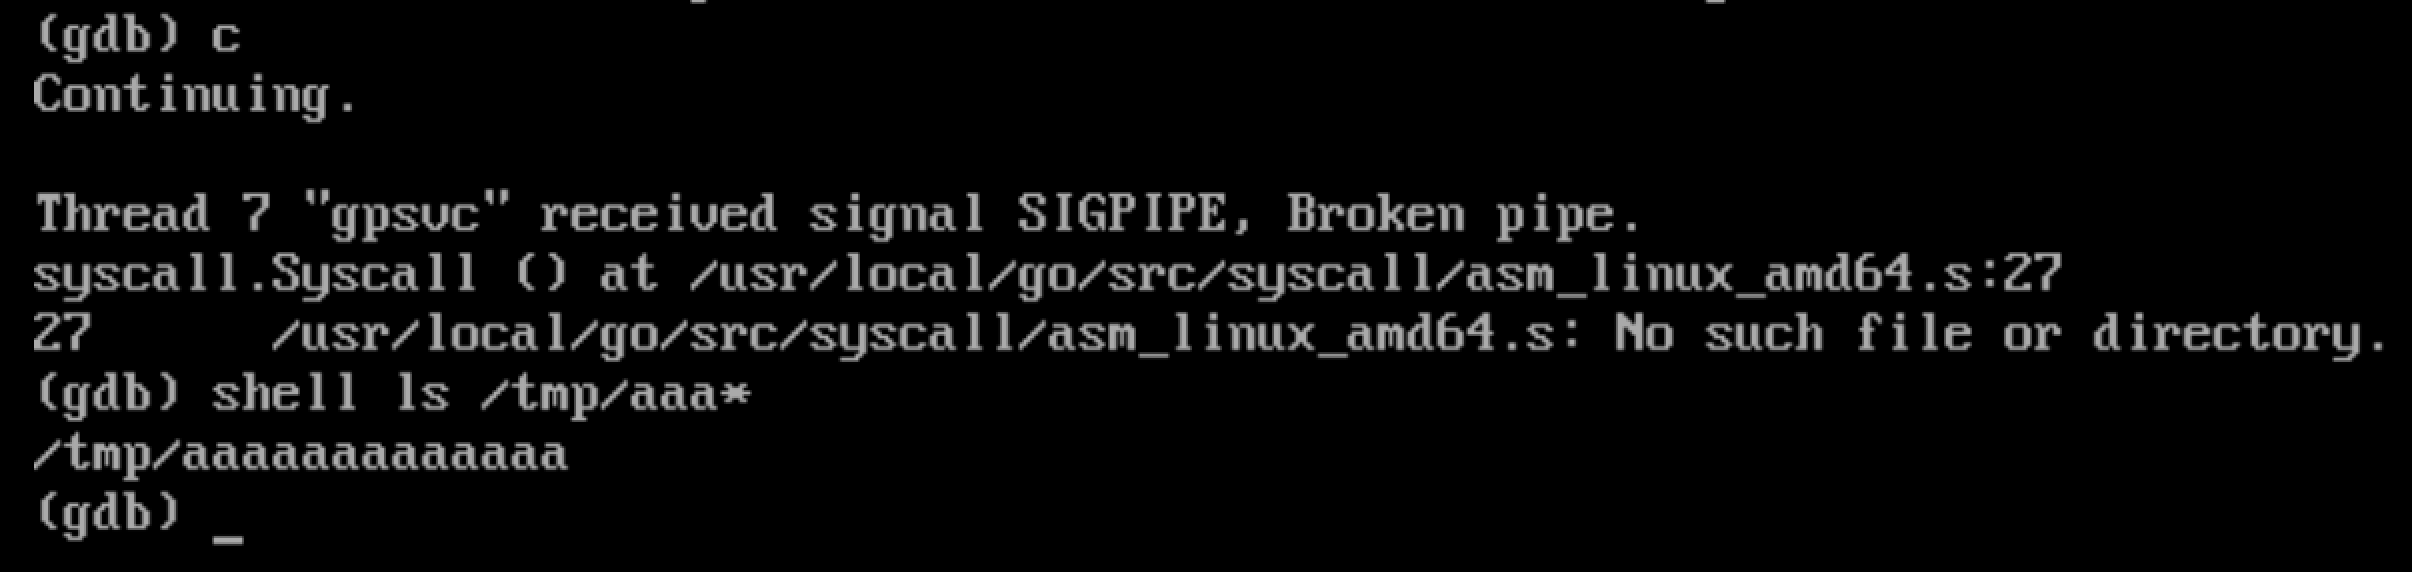 (gdb) c
Continuing.
Thread 7 "gpsvc" received signal SIGPIPE, Broken pipe.
syscall.Syscall () at /usr/local/go/src/syscall/asm_linux_amd64.s:27
27      /usr/local/go/src/syscall/asm_linux_amd64.s: No such file or directory.
(gdb) shell ls /tmp/aaa*
/tmp/aaaaaaaaaaaaa
(gdb) _